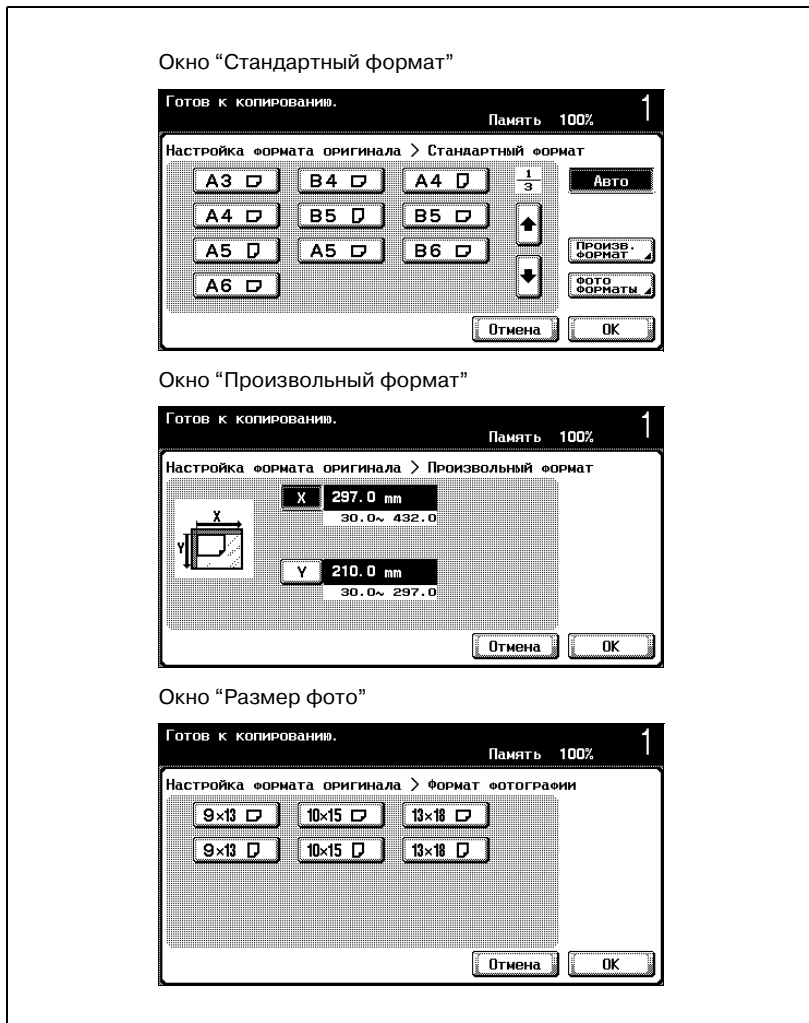 Окно “Стандартный формат”
Готов к копированию.
Память 100% 1
Настройка формата оригинала > Стандартный формат
A3 B4 A4 1/3 Авто
A4 B5 B5
A5 A5 B6 Произв. формат
A6 Фото форматы
Отмена OK
Окно “Произвольный формат”
Готов к копированию.
Память 100% 1
Настройка формата оригинала > Произвольный формат
X 297.0 mm
X 30.0~ 432.0
Y
Y 210.0 mm
30.0~ 297.0
Отмена OK
Окно “Размер фото”
Готов к копированию.
Память 100% 1
Настройка формата оригинала > Формат фотографии
9×13 10×15 13×18
9×13 10×15 13×18
Отмена OK